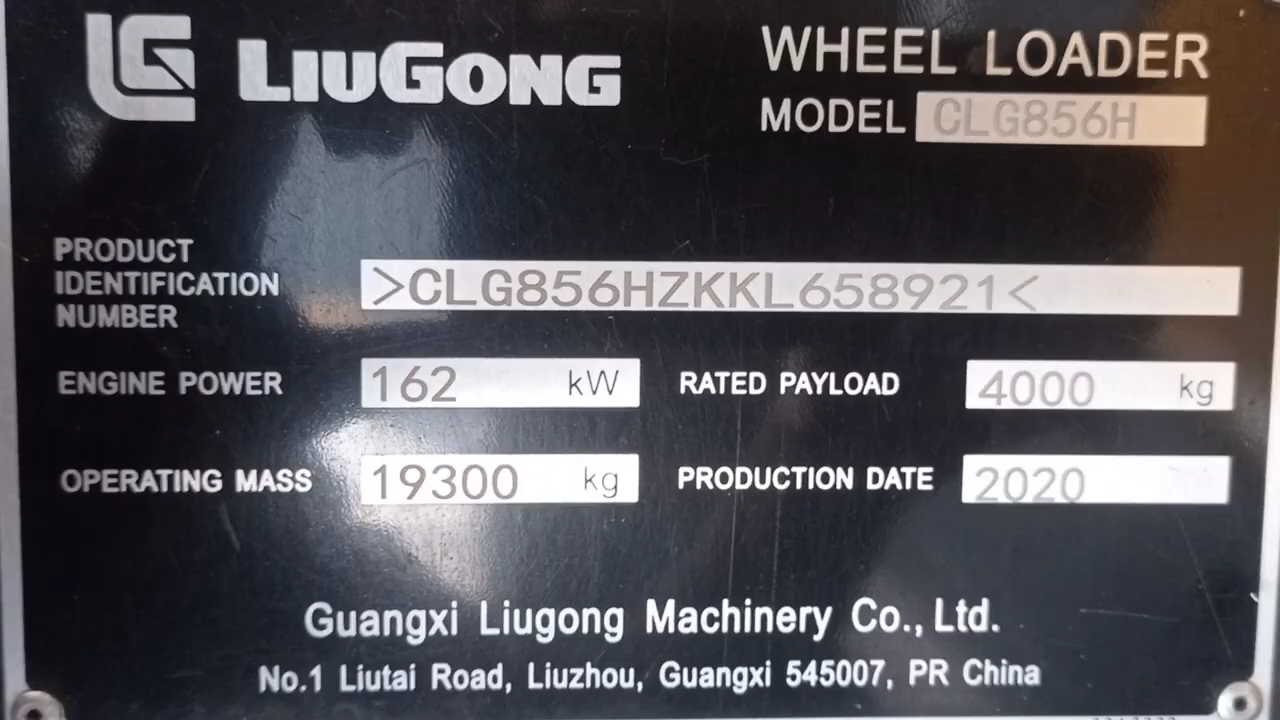 LG LIUGONG
WHEEL LOADER
MODEL CLG856H
PRODUCT
IDENTIFICATION
NUMBER
>CLG856HZKKL658921<
ENGINE POWER 162 kW RATED PAYLOAD 4000 kg
OPERATING MASS 19300 kg PRODUCTION DATE 2020
Guangxi Liugong Machinery Co., Ltd.
No.1 Liutai Road, Liuzhou, Guangxi 545007, PR China